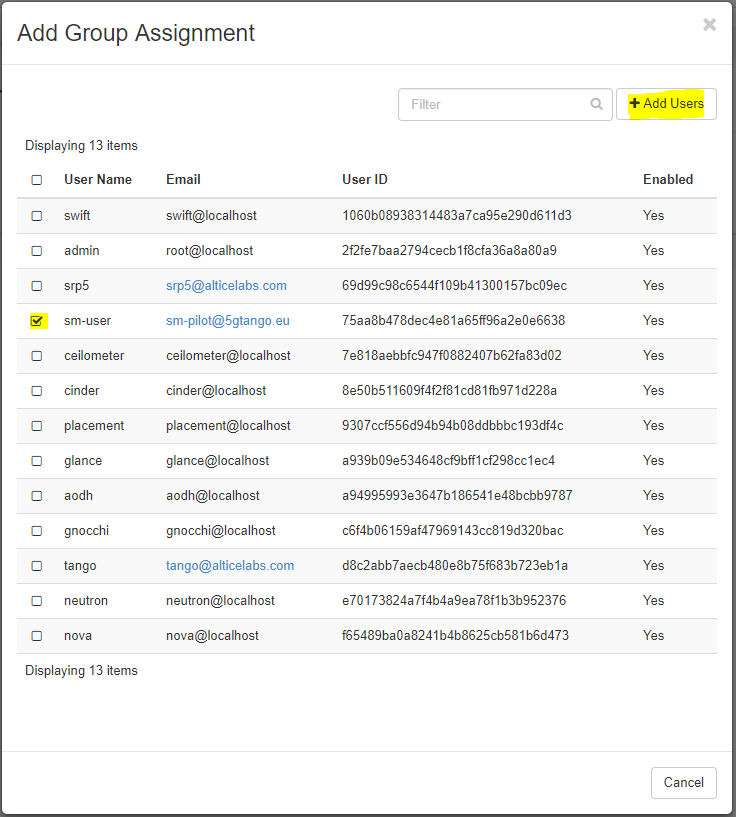 Add Group Assignment ×
Filter + Add Users
Displaying 13 items
User Name Email User ID Enabled
swift swift@localhost 1060b08938314483a7ca95e290d611d3 Yes
admin root@localhost 2f2fe7baa2794cecb1f8cfa36a8a80a9 Yes
srp5 srp5@alticelabs.com 69d99c98c6544f109b41300157bc09ec Yes
sm-user sm-pilot@5gtango.eu 75aa8b478dec4e81a65ff96a2e0e6638 Yes
ceilometer ceilometer@localhost 7e818aebbfc947f0882407b62fa83d02 Yes
cinder cinder@localhost 8e50b511609f4f2f81cd81fb971d228a Yes
placement placement@localhost 9307ccf556d94b94b08ddbbbc193df4c Yes
glance glance@localhost a939b09e534648cf9bff1cf298cc1ec4 Yes
aodh aodh@localhost a94995993e3647b186541e48bcbb9787 Yes
gnocchi gnocchi@localhost c6f4b06159af47969143cc819d320bac Yes
tango tango@alticelabs.com d8c2abb7aecb480e8b75f683b723eb1a Yes
neutron neutron@localhost e70173824a7f4b4a9ea78f1b3b952376 Yes
nova nova@localhost f65489ba0a8241b4b8625cb581b6d473 Yes
Displaying 13 items
Cancel